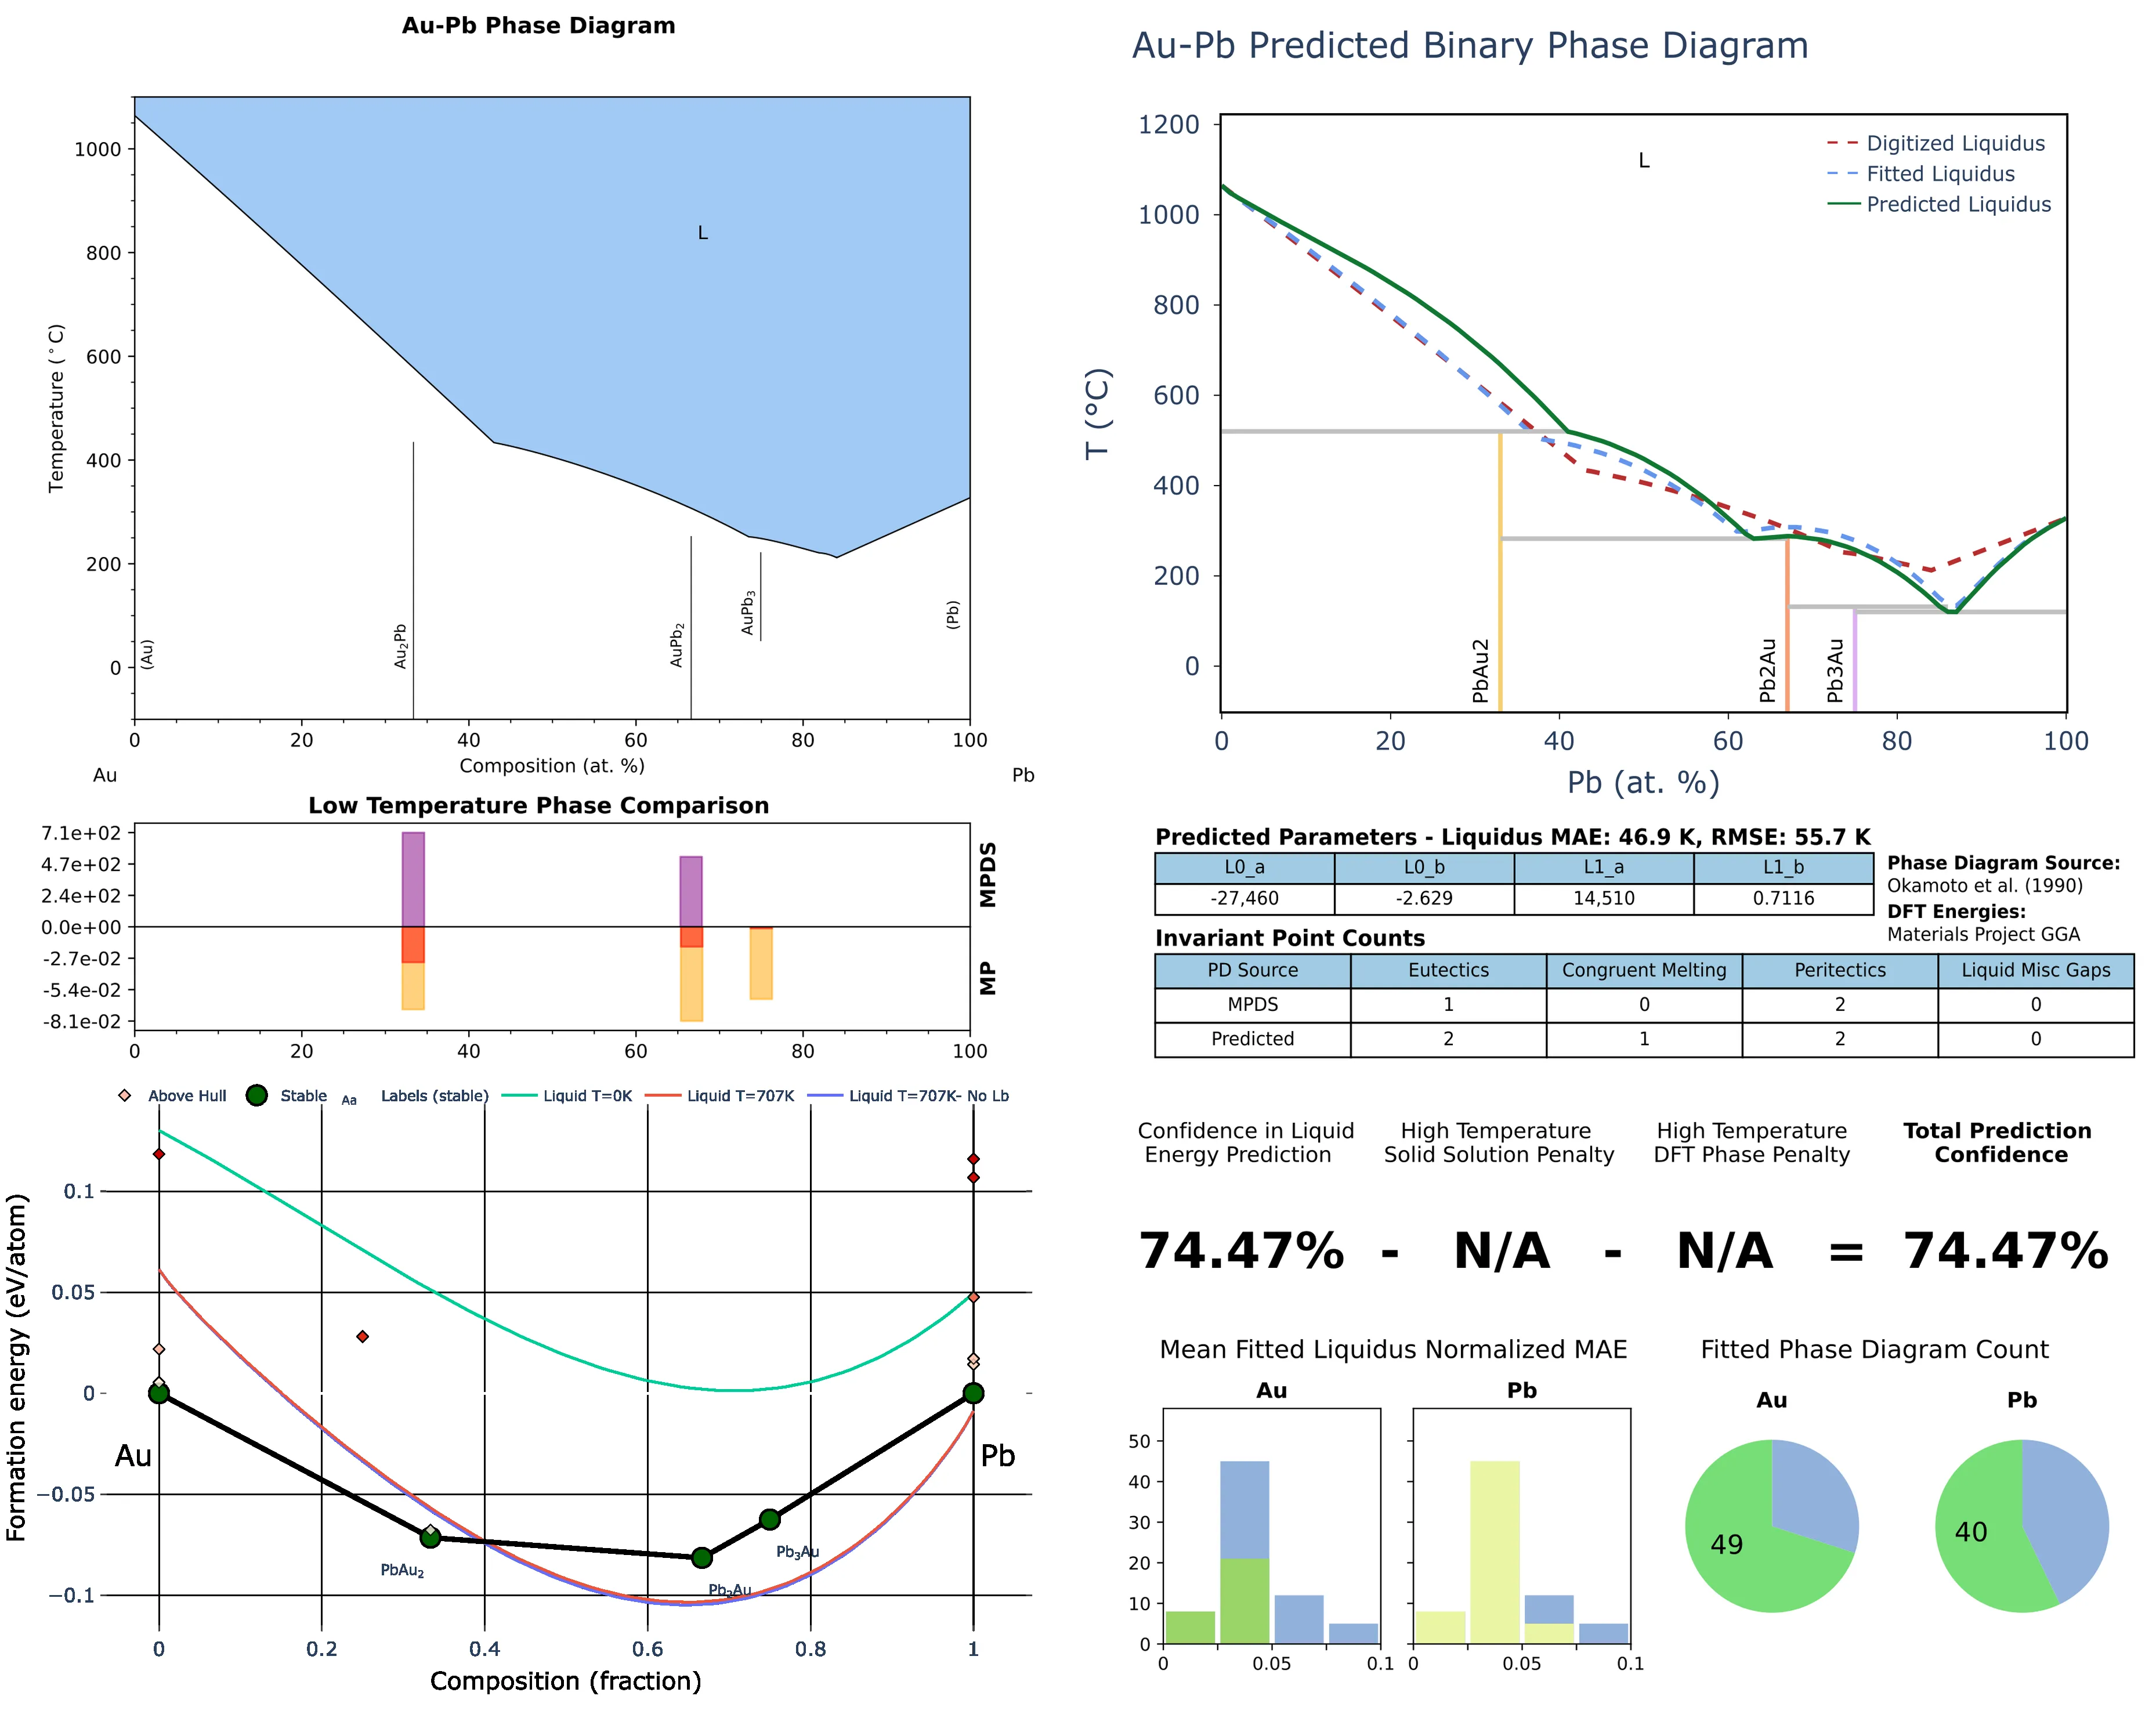 Au-Pb Phase Diagram
1000
800
600
400
200
0
Temperature (°C)
L
(Au)
Au₂Pb
AuPb₂
AuPb₃
(Pb)
0 20 40 60 80 100
Composition (at. %)
Au
Pb
Low Temperature Phase Comparison
7.1e+02
4.7e+02
2.4e+02
0.0e+00
-2.7e-02
-5.4e-02
-8.1e-02
MPDS
MP
0 20 40 60 80 100
Above Hull Stable Aa Labels (stable) Liquid T=0K Liquid T=707K Liquid T=707K- No Lb
0.1
0.05
0
−0.05
−0.1
Formation energy (eV/atom)
Au
Pb
PbAu₂
Pb₂Au
Pb₃Au
0 0.2 0.4 0.6 0.8 1
Composition (fraction)
Au-Pb Predicted Binary Phase Diagram
1200
1000
800
600
400
200
0
T (°C)
L
Digitized Liquidus
Fitted Liquidus
Predicted Liquidus
PbAu2
Pb2Au
Pb3Au
0 20 40 60 80 100
Pb (at. %)
Predicted Parameters - Liquidus MAE: 46.9 K, RMSE: 55.7 K
L0_a L0_b L1_a L1_b
-27,460 -2.629 14,510 0.7116
Phase Diagram Source:
Okamoto et al. (1990)
DFT Energies:
Materials Project GGA
Invariant Point Counts
PD Source Eutectics Congruent Melting Peritectics Liquid Misc Gaps
MPDS 1 0 2 0
Predicted 2 1 2 0
Confidence in Liquid
Energy Prediction
High Temperature
Solid Solution Penalty
High Temperature
DFT Phase Penalty
Total Prediction
Confidence
74.47% - N/A - N/A = 74.47%
Mean Fitted Liquidus Normalized MAE
Au
Pb
50
40
30
20
10
0
0 0.05 0.1
0 0.05 0.1
Fitted Phase Diagram Count
Au
Pb
49
40